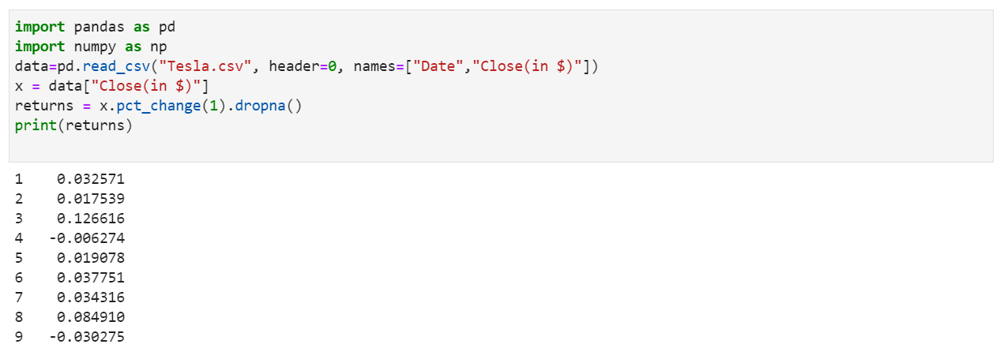 import pandas as pd
import numpy as np
data=pd.read_csv("Tesla.csv", header=0, names=["Date","Close(in $)"])
x = data["Close(in $)"]
returns = x.pct_change(1).dropna()
print(returns)
1    0.032571
2    0.017539
3    0.126616
4   -0.006274
5    0.019078
6    0.037751
7    0.034316
8    0.084910
9   -0.030275